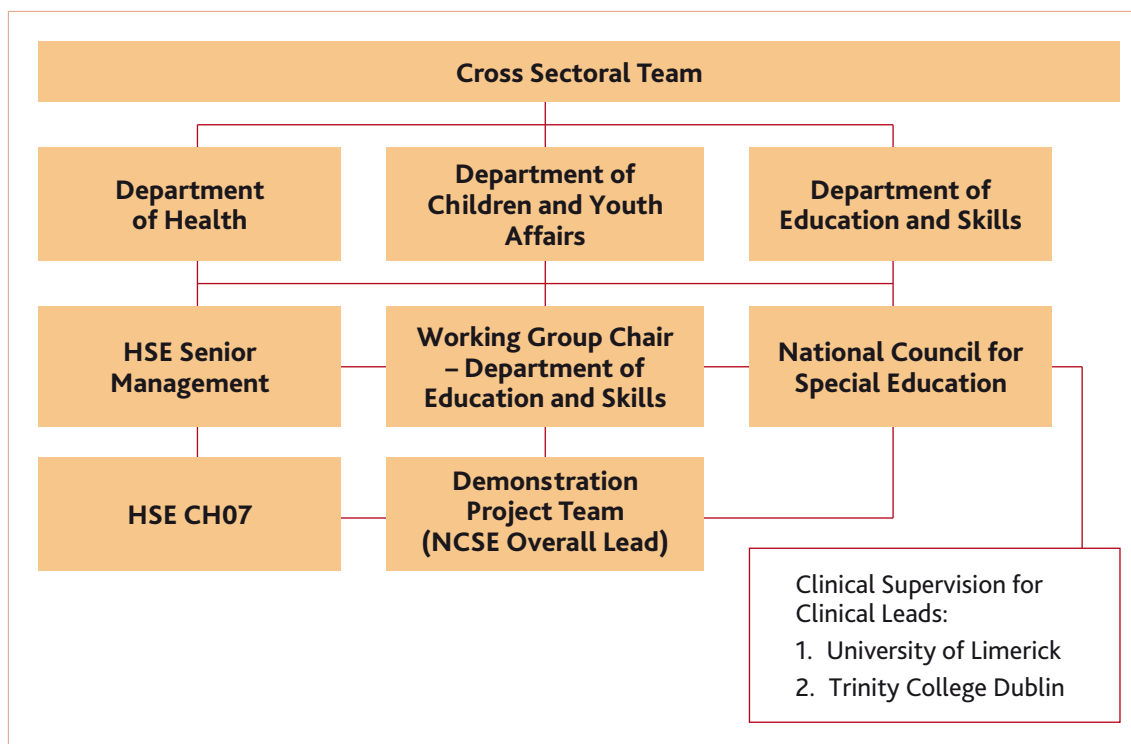 Cross Sectoral Team
Department
of Health
Department of
Children and Youth
Affairs
Department of
Education and Skills
HSE Senior
Management
Working Group Chair
– Department of
Education and Skills
National Council for
Special Education
HSE CH07
Demonstration
Project Team
(NCSE Overall Lead)
Clinical Supervision for
Clinical Leads:
1. University of Limerick
2. Trinity College Dublin